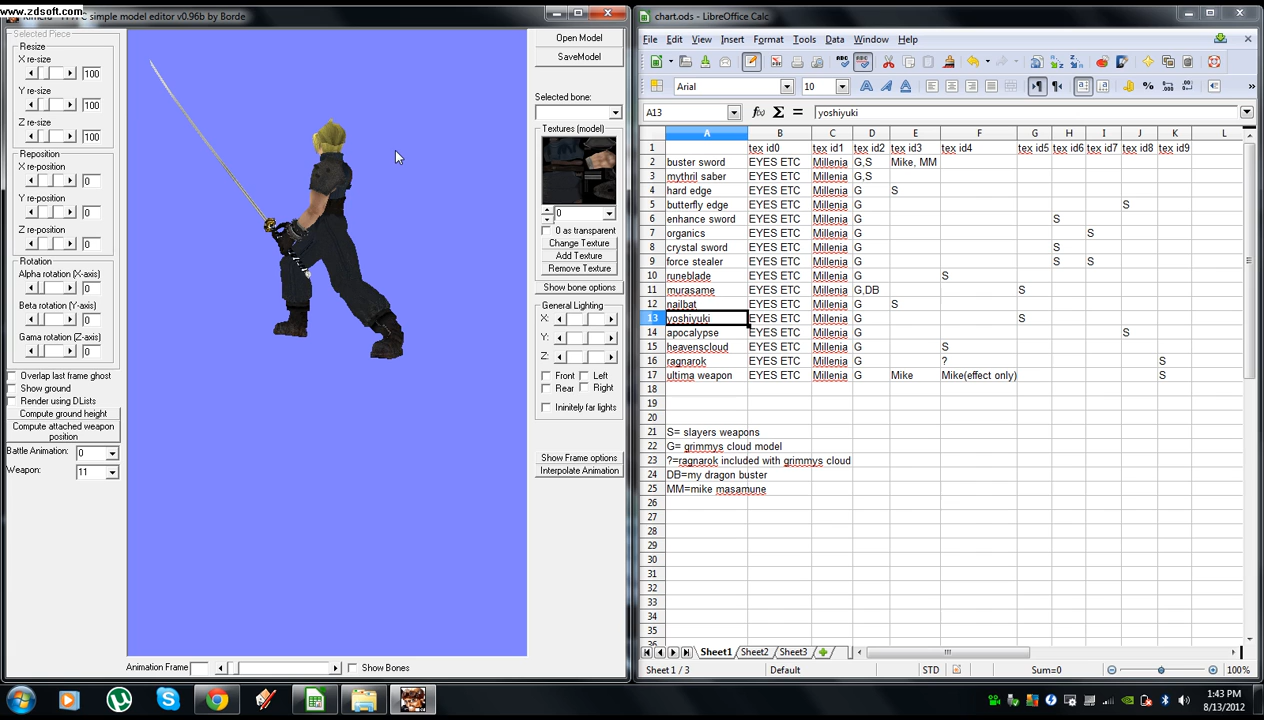 www.zdsoft.com
PC simple model editor v0.96b by Borde
Selected Piece
Resize
X re-size
100
Y re-size
100
Z re-size
100
Reposition
X re-position
0
Y re-position
0
Z re-position
0
Rotation
Alpha rotation (X-axis)
0
Beta rotation (Y-axis)
0
Gama rotation (Z-axis)
0
Overlap last frame ghost
Show ground
Render using DLists
Compute ground height
Compute attached weapon
position
Battle Animation: 0
Weapon: 11
Animation Frame
Show Bones
Open Model
SaveModel
Selected bone:
Textures (model)
0
0 as transparent
Change Texture
Add Texture
Remove Texture
Show bone options
General Lighting
X:
Y:
Z:
Front Left
Rear Right
Ininitely far lights
Show Frame options
Interpolate Animation
chart.ods - LibreOffice Calc
File Edit View Insert Format Tools Data Window Help
Arial 10
A13 yoshiyuki
A B C D E F G H I J K L
1 tex id0 tex id1 tex id2 tex id3 tex id4 tex id5 tex id6 tex id7 tex id8 tex id9
2 buster sword EYES ETC Millenia G,S Mike, MM
3 mythril saber EYES ETC Millenia G,S
4 hard edge EYES ETC Millenia G S
5 butterfly edge EYES ETC Millenia G S
6 enhance sword EYES ETC Millenia G S
7 organics EYES ETC Millenia G S
8 crystal sword EYES ETC Millenia G S
9 force stealer EYES ETC Millenia G S S
10 runeblade EYES ETC Millenia G S
11 murasame EYES ETC Millenia G,DB S
12 nailbat EYES ETC Millenia G S
13 yoshiyuki EYES ETC Millenia G S
14 apocalypse EYES ETC Millenia G S
15 heavenscloud EYES ETC Millenia G S
16 ragnarok EYES ETC Millenia G ? S
17 ultima weapon EYES ETC Millenia G Mike Mike(effect only) S
18
19
20
21 S= slayers weapons
22 G= grimmys cloud model
23 ?=ragnarok included with grimmys cloud
24 DB=my dragon buster
25 MM=mike masamune
26
27
28
29
30
31
32
33
34
35
Sheet1 Sheet2 Sheet3
Sheet 1 / 3 Default STD Sum=0 100%
1:43 PM
8/13/2012